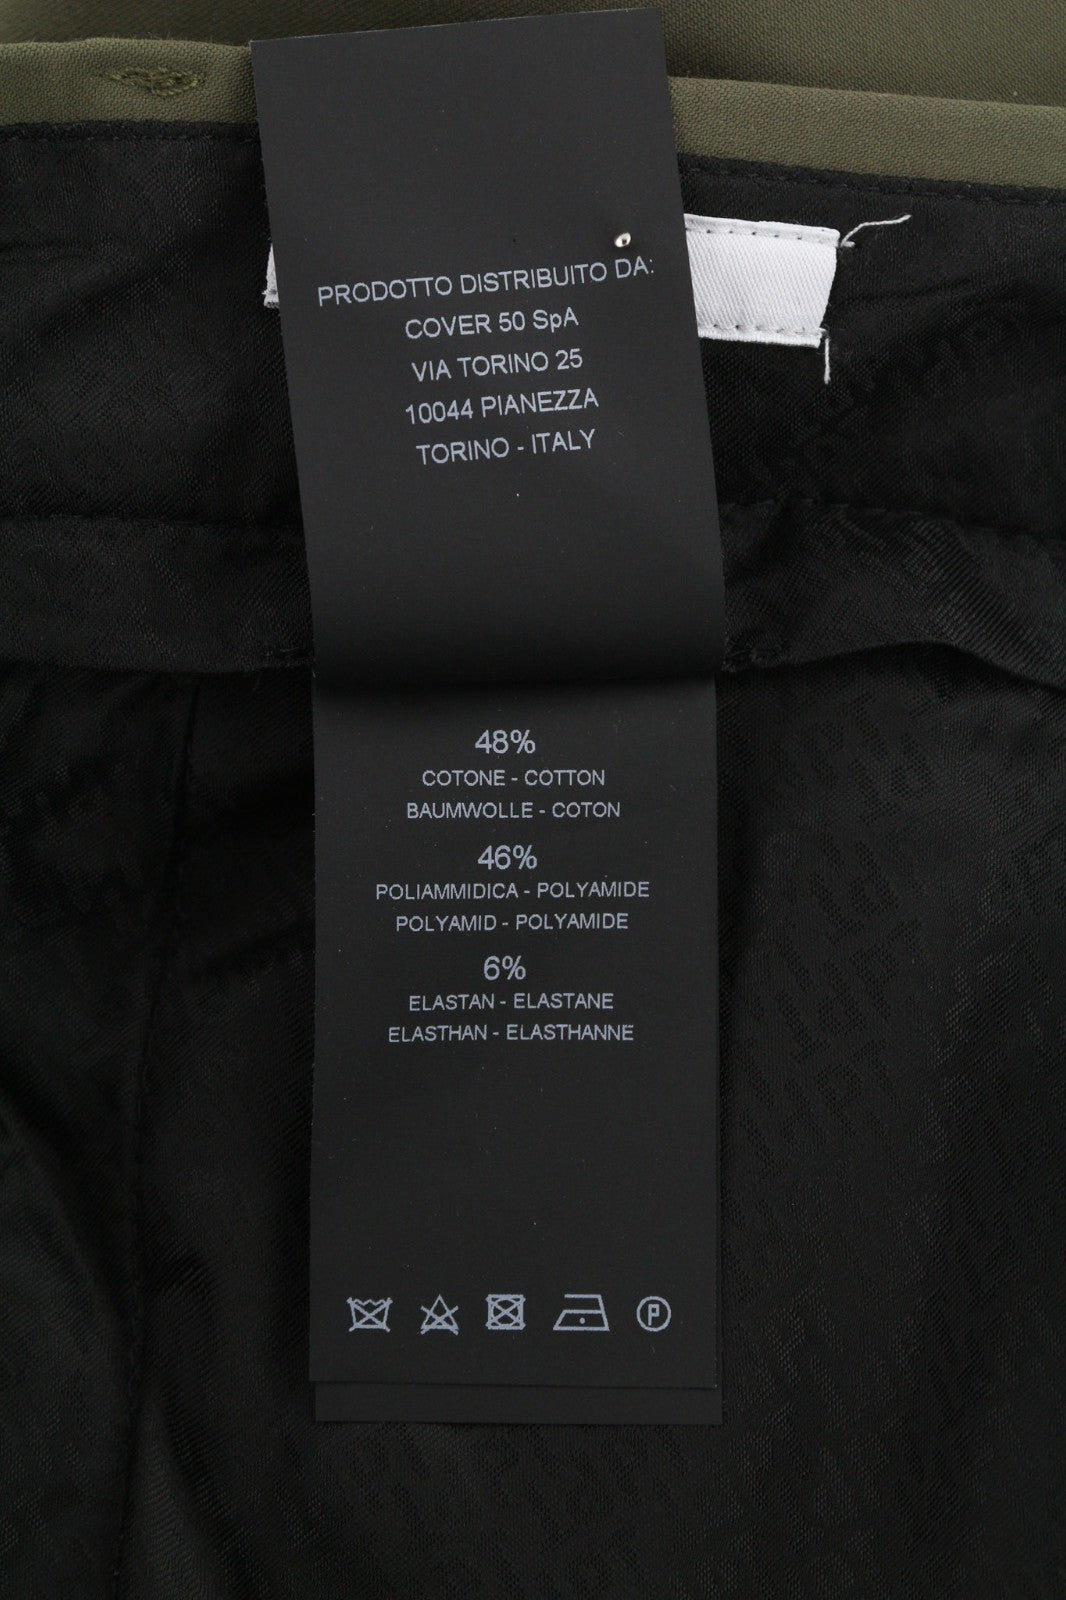 PRODOTTO DISTRIBUITO DA:
COVER 50 SpA
VIA TORINO 25
10044 PIANEZZA
TORINO - ITALY
48%
COTONE - COTTON
BAUMWOLLE - COTON
46%
POLIAMMIDICA - POLYAMIDE
POLYAMID - POLYAMIDE
6%
ELASTAN - ELASTANE
ELASTHAN - ELASTHANNE
P